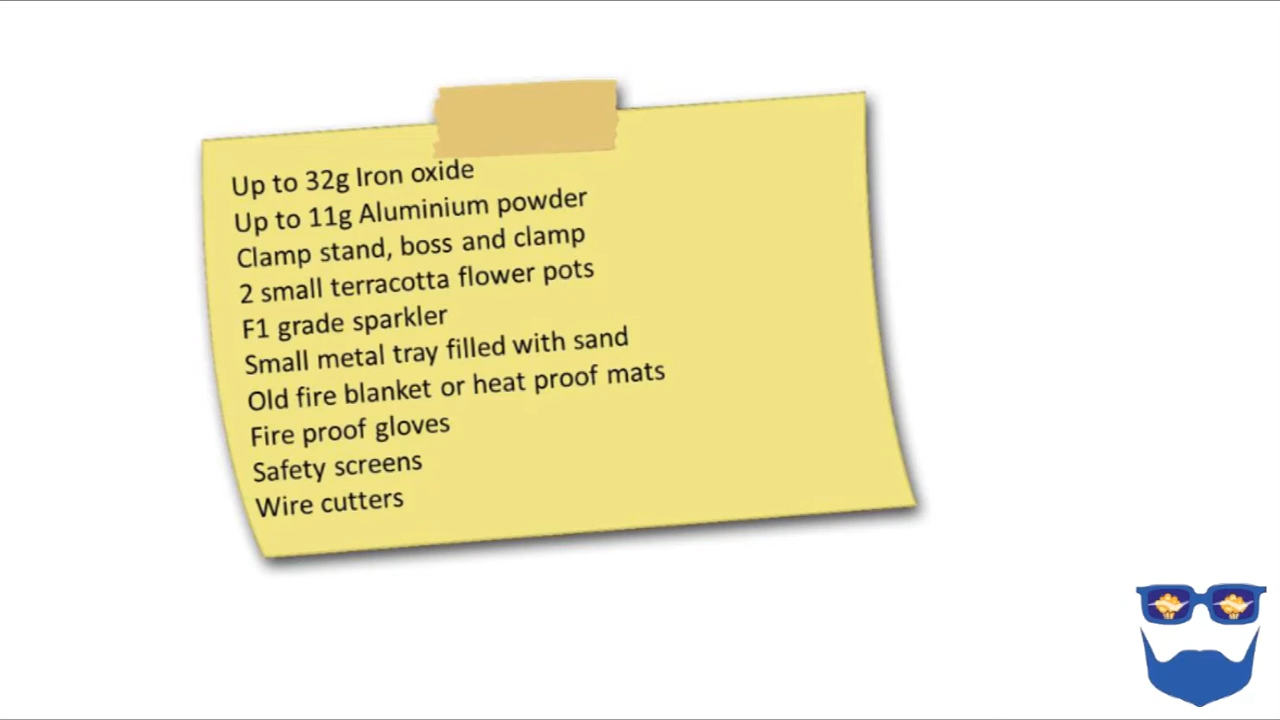 Up to 32g Iron oxide
Up to 11g Aluminium powder
Clamp stand, boss and clamp
2 small terracotta flower pots
F1 grade sparkler
Small metal tray filled with sand
Old fire blanket or heat proof mats
Fire proof gloves
Safety screens
Wire cutters